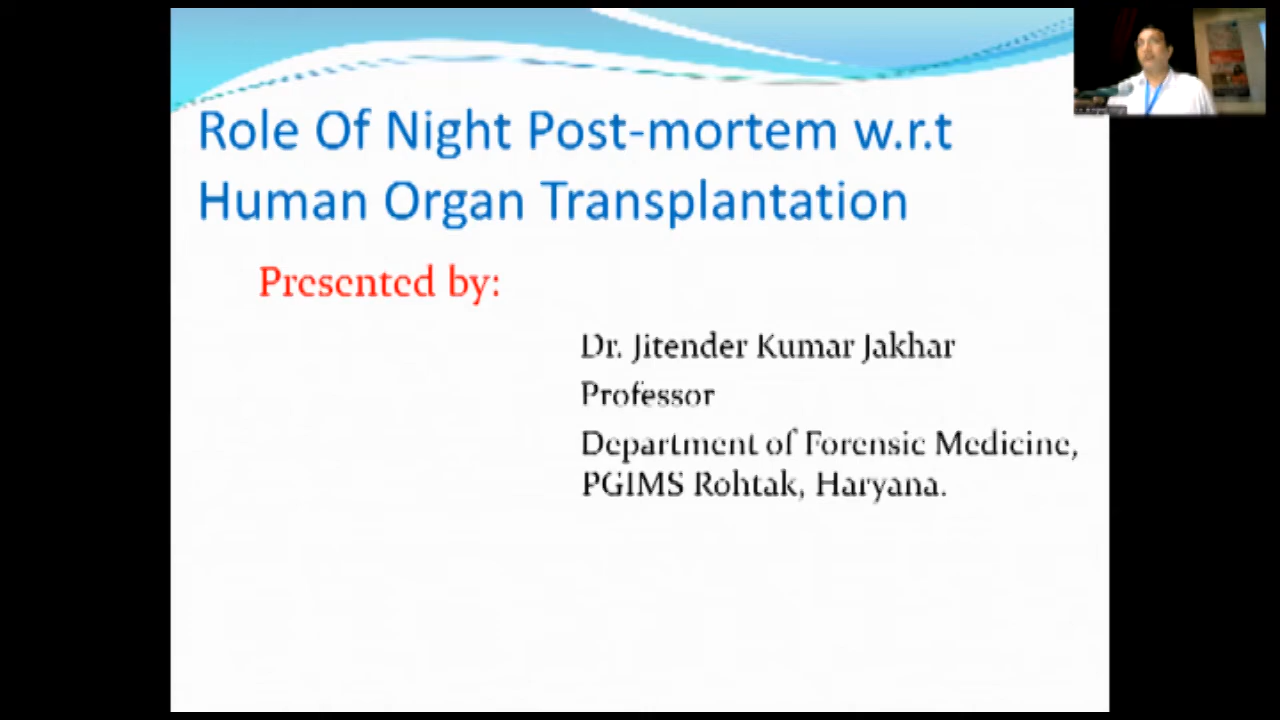 Role Of Night Post-mortem w.r.t
Human Organ Transplantation
Presented by:
Dr. Jitender Kumar Jakhar
Professor
Department of Forensic Medicine,
PGIMS Rohtak, Haryana.